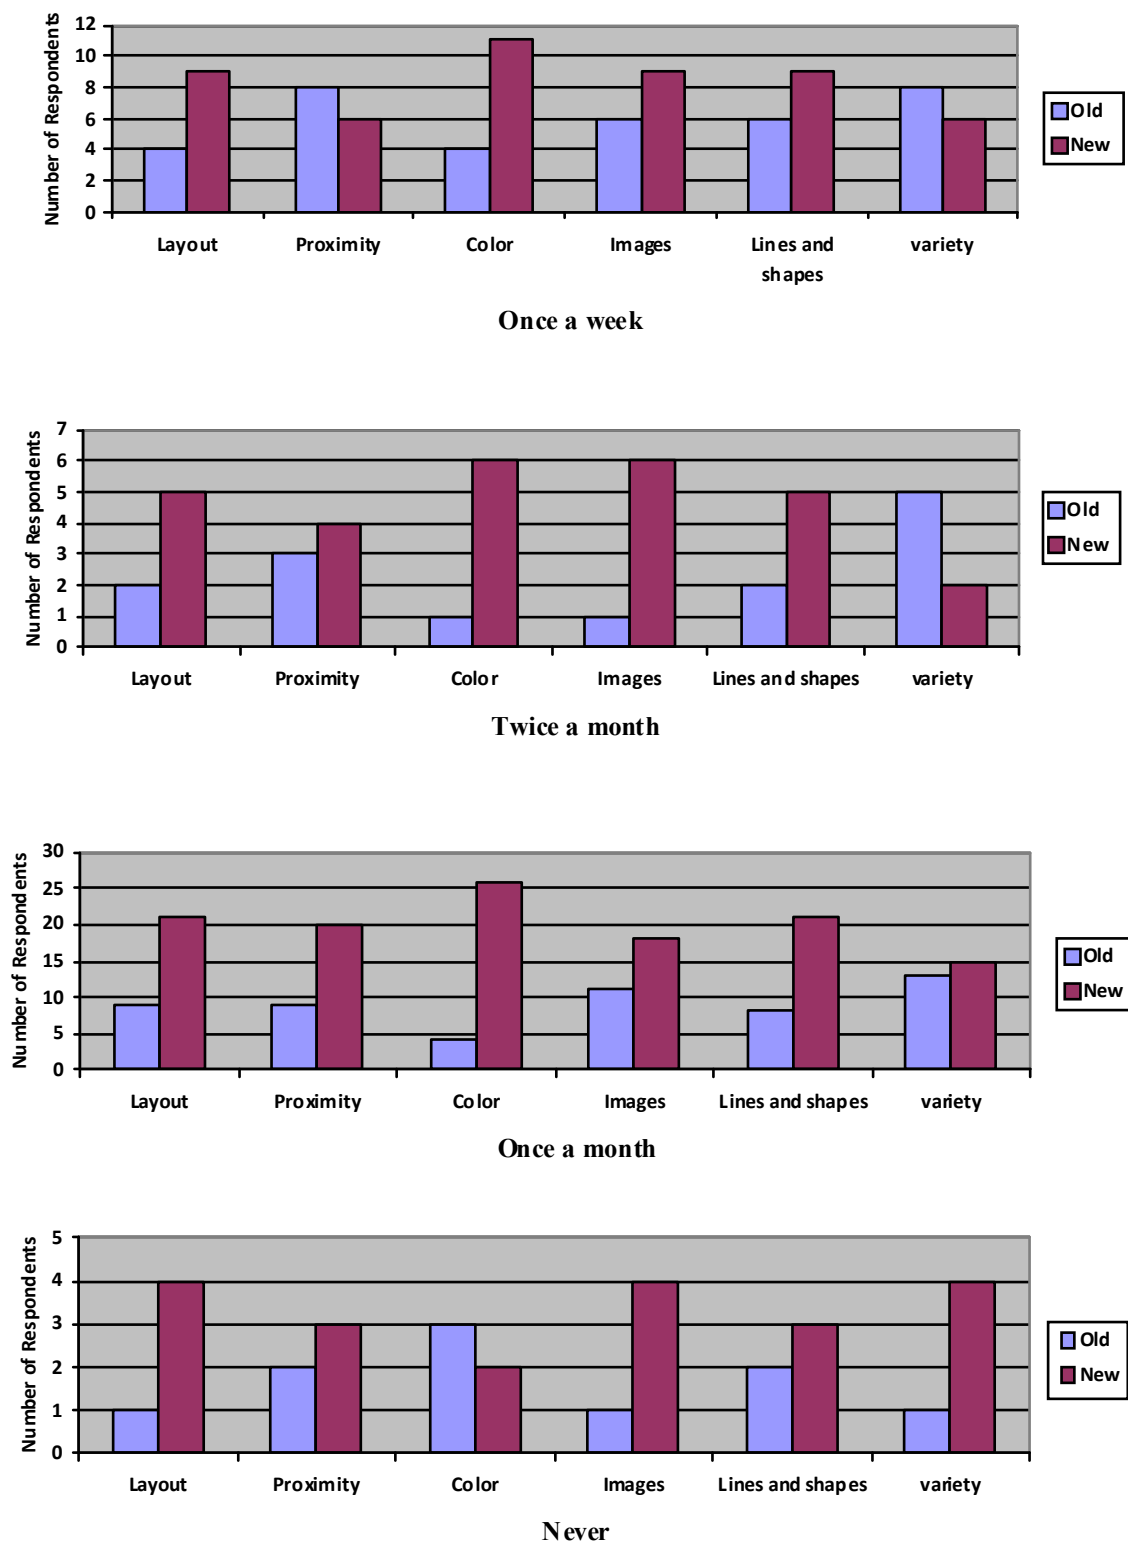 Number of Respondents
12
10
8
6
4
2
0
Layout
Proximity
Color
Images
Lines and
shapes
variety
Old
New
Once a week
Number of Respondents
7
6
5
4
3
2
1
0
Layout
Proximity
Color
Images
Lines and shapes
variety
Old
New
Twice a month
Number of Respondents
30
25
20
15
10
5
0
Layout
Proximity
Color
Images
Lines and shapes
variety
Old
New
Once a month
Number of Respondents
5
4
3
2
1
0
Layout
Proximity
Color
Images
Lines and shapes
variety
Old
New
Never